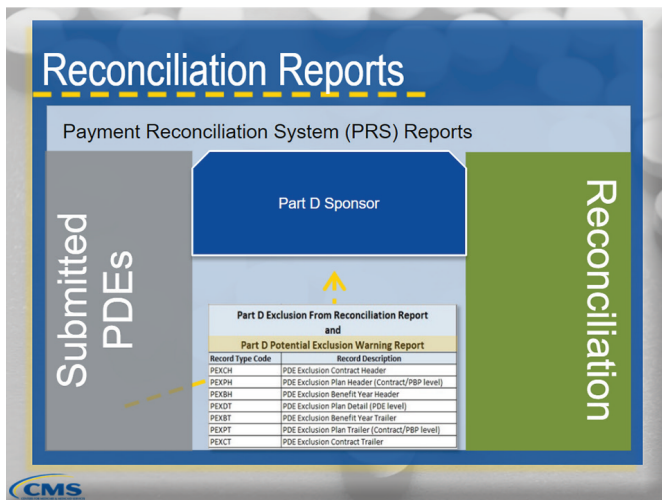 Reconciliation Reports
Payment Reconciliation System (PRS) Reports
Submitted
PDEs
Part D Sponsor
Reconciliation
Part D Exclusion From Reconciliation Report
and
Part D Potential Exclusion Warning Report
Record Type Code Record Description
PEXCH PDE Exclusion Contract Header
PEXPH PDE Exclusion Plan Header (Contract/PBP level)
PEXBH PDE Exclusion Benefit Year Header
PEXDT PDE Exclusion Plan Detail (PDE level)
PEXBT PDE Exclusion Benefit Year Trailer
PEXPT PDE Exclusion Plan Trailer (Contract/PBP level)
PEXCT PDE Exclusion Contract Trailer
CMS